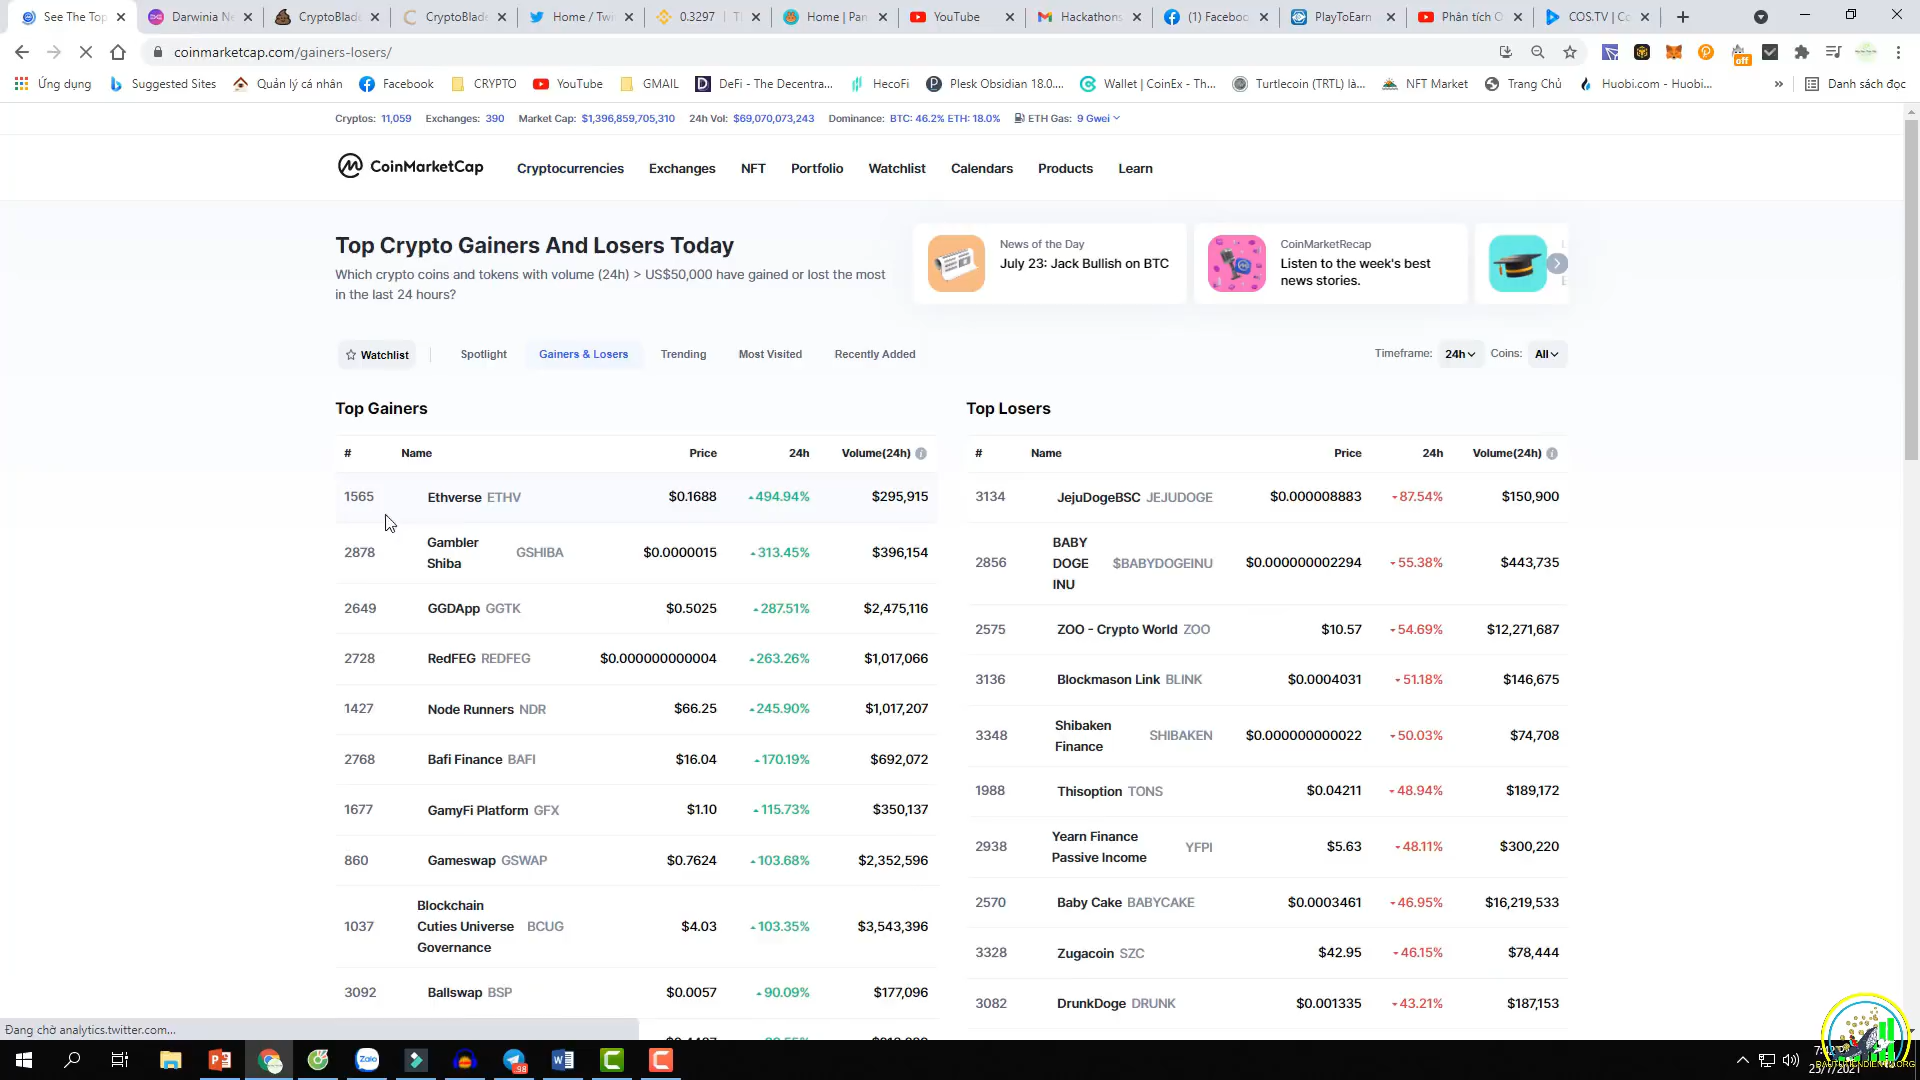 See The Top
Darwinia Ne
CryptoBlad
CryptoBlad
Home / Twi
0.3297 | T
Home | Pan
YouTube
Hackathons
(1) Faceboo
PlayToEarn
Phân tích C
COS.TV | Co
coinmarketcap.com/gainers-losers/
off
Ứng dụng
Suggested Sites
Quản lý cá nhân
Facebook
CRYPTO
YouTube
GMAIL
DeFi - The Decentra...
HecoFi
Plesk Obsidian 18.0....
Wallet | CoinEx - Th...
Turtlecoin (TRTL) là...
NFT Market
Trang Chủ
Huobi.com - Huobi...
»
Danh sách đọc
Cryptos: 11,059 Exchanges: 390 Market Cap: $1,396,859,705,310 24h Vol: $69,070,073,243 Dominance: BTC: 46.2% ETH: 18.0% ETH Gas: 9 Gwei
CoinMarketCap
Cryptocurrencies Exchanges NFT Portfolio Watchlist Calendars Products Learn
Top Crypto Gainers And Losers Today
Which crypto coins and tokens with volume (24h) > US$50,000 have gained or lost the most
in the last 24 hours?
News of the Day
July 23: Jack Bullish on BTC
CoinMarketRecap
Listen to the week's best
news stories.
Watchlist Spotlight Gainers & Losers Trending Most Visited Recently Added
Timeframe: 24h Coins: All
Top Gainers
# Name Price 24h Volume(24h)
1565 Ethverse ETHV $0.1688 494.94% $295,915
2878 Gambler Shiba GSHIBA $0.0000015 313.45% $396,154
2649 GGDApp GGTK $0.5025 287.51% $2,475,116
2728 RedFEG REDFEG $0.000000000004 263.26% $1,017,066
1427 Node Runners NDR $66.25 245.90% $1,017,207
2768 Bafi Finance BAFI $16.04 170.19% $692,072
1677 GamyFi Platform GFX $1.10 115.73% $350,137
860 Gameswap GSWAP $0.7624 103.68% $2,352,596
1037 Blockchain Cuties Universe Governance BCUG $4.03 103.35% $3,543,396
3092 Ballswap BSP $0.0057 90.09% $177,096
Top Losers
# Name Price 24h Volume(24h)
3134 JejuDogeBSC JEJUDOGE $0.000008883 87.54% $150,900
2856 BABY DOGE INU $BABYDOGEINU $0.000000002294 55.38% $443,735
2575 ZOO - Crypto World ZOO $10.57 54.69% $12,271,687
3136 Blockmason Link BLINK $0.0004031 51.18% $146,675
3348 Shibaken Finance SHIBAKEN $0.000000000022 50.03% $74,708
1988 Thisoption TONS $0.04211 48.94% $189,172
2938 Yearn Finance Passive Income YFPI $5.63 48.11% $300,220
2570 Baby Cake BABYCAKE $0.0003461 46.95% $16,219,533
3328 Zugacoin SZC $42.95 46.15% $78,444
3082 DrunkDoge DRUNK $0.001335 43.21% $187,153
Đang chờ analytics.twitter.com...
Zalo
98